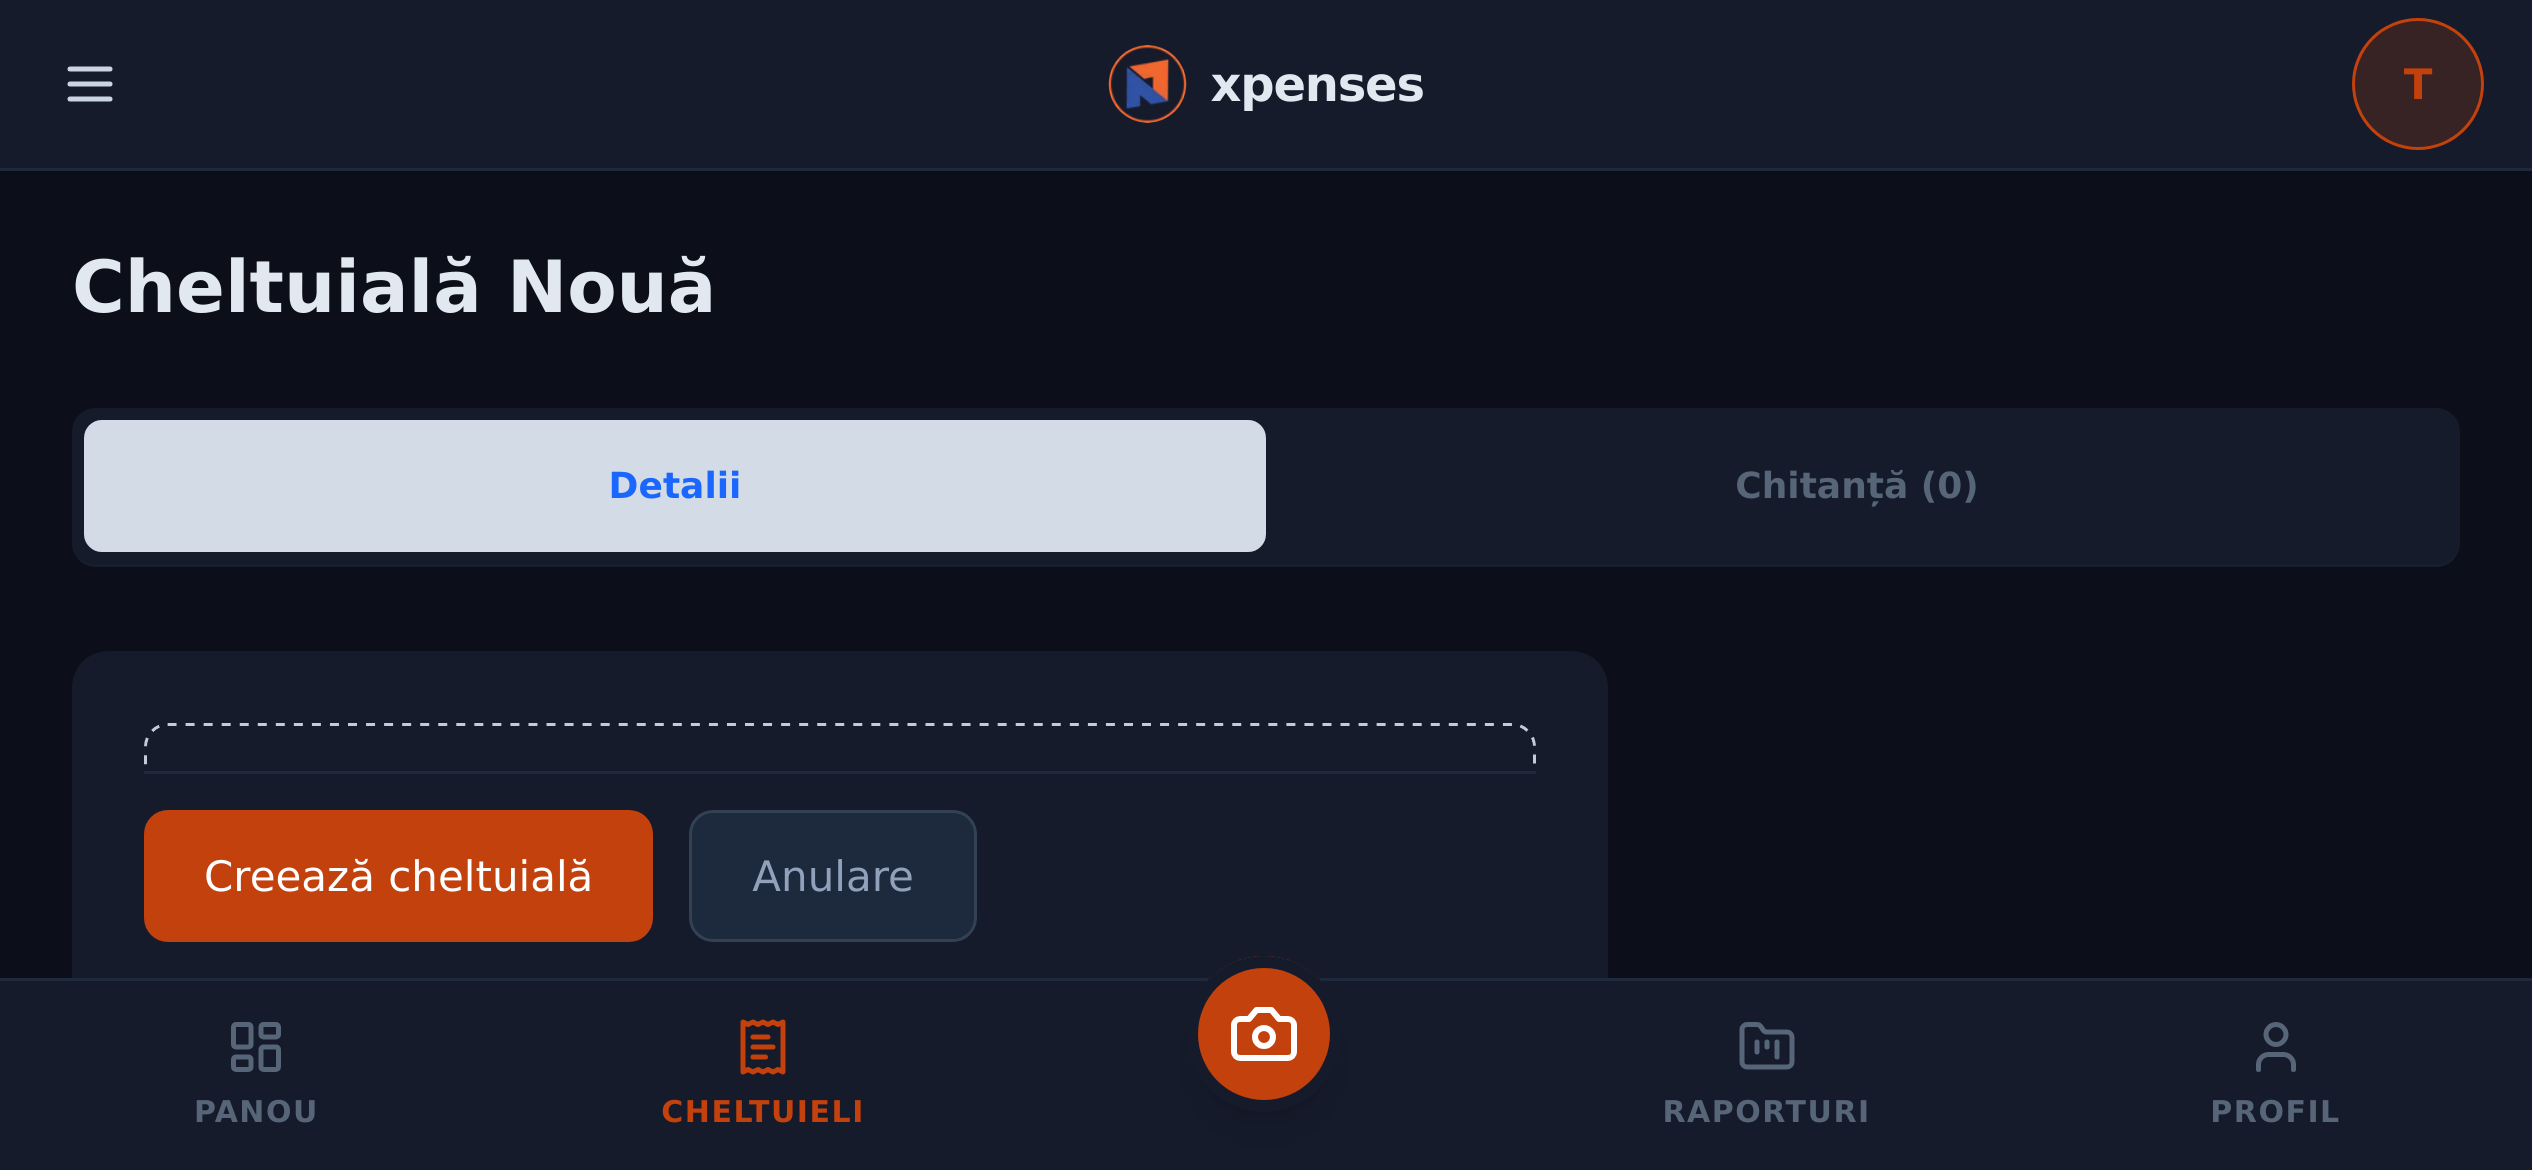 xpenses
T
Cheltuială Nouă
Detalii
Chitanță (0)
Creează cheltuială
Anulare
PANOU
CHELTUIELI
RAPORTURI
PROFIL